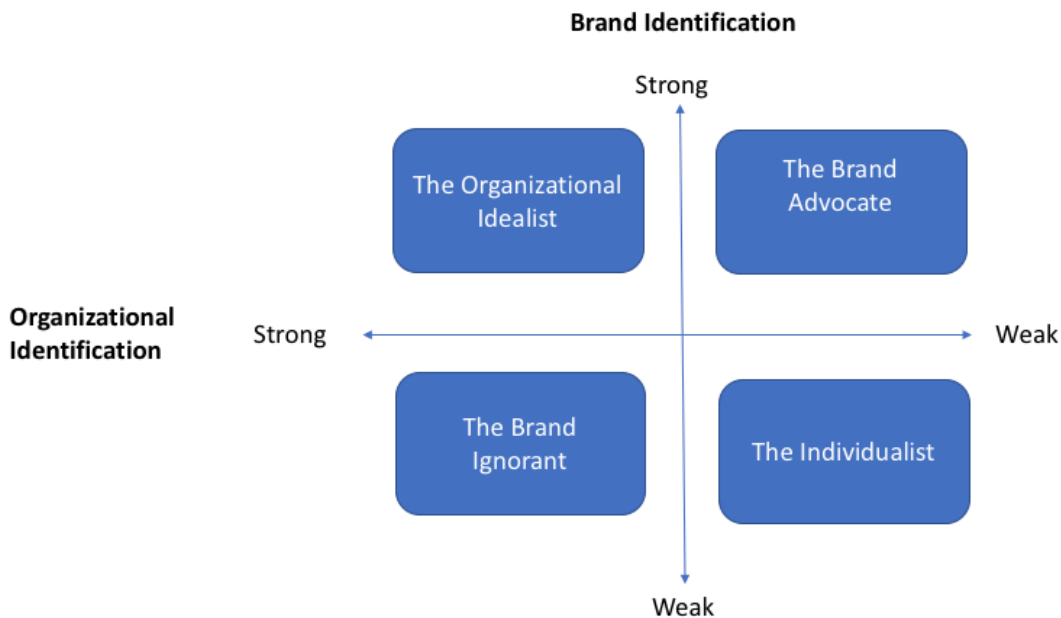 Brand Identification
Strong
The Organizational
Idealist
The Brand
Advocate
Organizational
Identification
Strong
Weak
The Brand
Ignorant
The Individualist
Weak